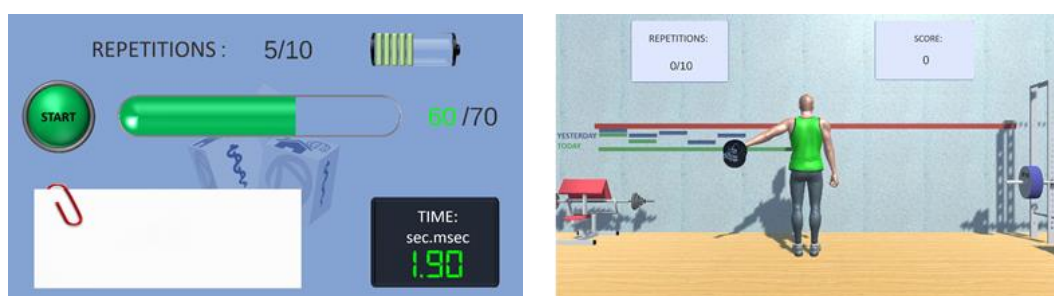 REPETITIONS : 5/10
START
60 /70
TIME:
sec.msec
1.90
REPETITIONS:
0/10
SCORE:
0
YESTERDAY
TODAY